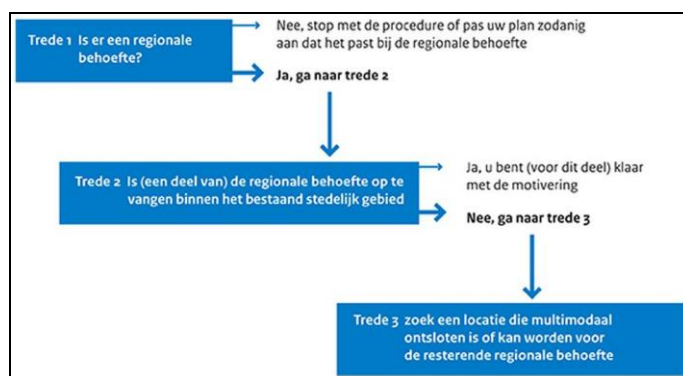 Trede 1 Is er een regionale
behoefte?
Nee, stop met de procedure of pas uw plan zodanig
aan dat het past bij de regionale behoefte
Ja, ga naar trede 2
Trede 2 Is (een deel van) de regionale behoefte op te
vangen binnen het bestaand stedelijk gebied
Ja, u bent (voor dit deel) klaar
met de motivering
Nee, ga naar trede 3
Trede 3 zoek een locatie die multimodaal
ontsloten is of kan worden voor
de resterende regionale behoefte